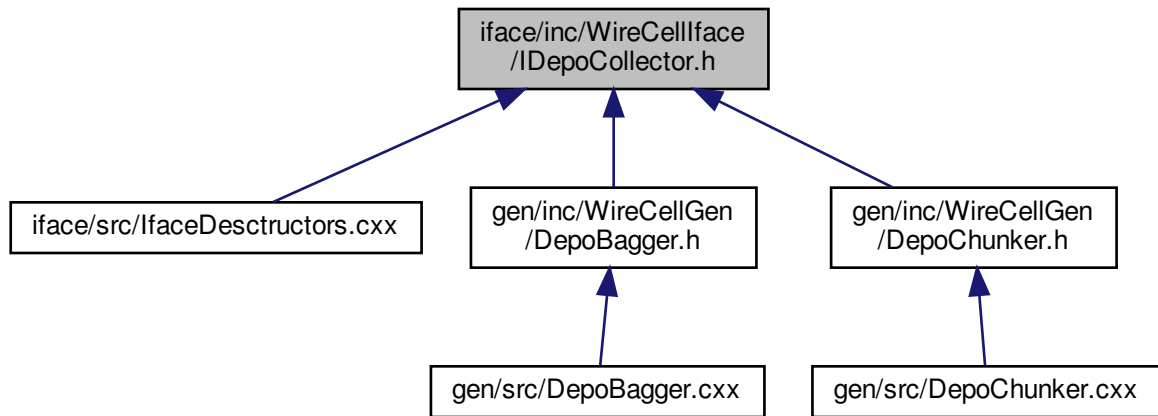 iface/inc/WireCellIface
/IDepoCollector.h
iface/src/IfaceDesctructors.cxx
gen/inc/WireCellGen
/DepoBagger.h
gen/inc/WireCellGen
/DepoChunker.h
gen/src/DepoBagger.cxx
gen/src/DepoChunker.cxx